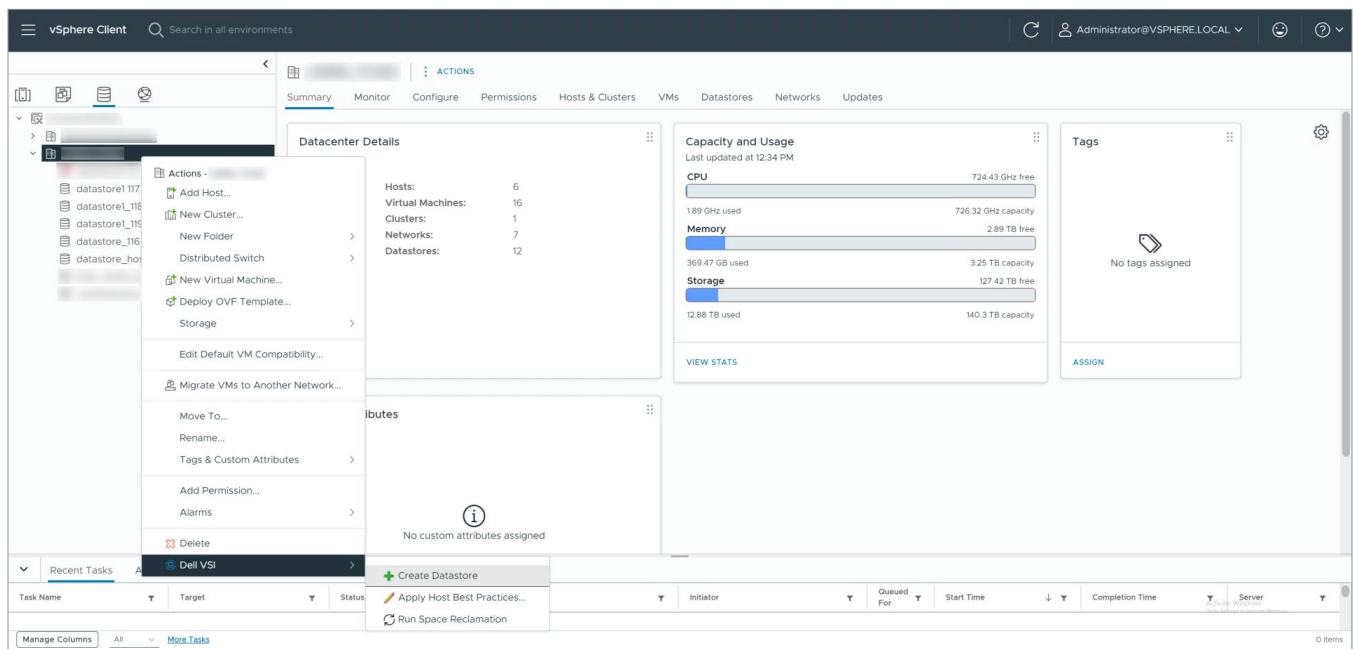 vSphere Client
Search in all environments
Administrator@VSPHERE.LOCAL
ACTIONS
Summary Monitor Configure Permissions Hosts & Clusters VMs Datastores Networks Updates
datastore1 117
datastore1_118
datastore1_119
datastore_116
datastore_hos
Actions -
Add Host...
New Cluster...
New Folder
Distributed Switch
New Virtual Machine...
Deploy OVF Template...
Storage
Edit Default VM Compatibility...
Migrate VMs to Another Network...
Move To...
Rename...
Tags & Custom Attributes
Add Permission...
Alarms
Delete
Dell VSI
Create Datastore
Apply Host Best Practices...
Run Space Reclamation
Datacenter Details
Hosts: 6
Virtual Machines: 16
Clusters: 1
Networks: 7
Datastores: 12
ibutes
No custom attributes assigned
Capacity and Usage
Last updated at 12:34 PM
CPU 724.43 GHz free
1.89 GHz used 726.32 GHz capacity
Memory 2.89 TB free
369.47 GB used 3.25 TB capacity
Storage 127.42 TB free
12.88 TB used 140.3 TB capacity
VIEW STATS
Tags
No tags assigned
ASSIGN
Recent Tasks A
Task Name Target Status Initiator Queued For Start Time Completion Time Server
Activate Windows
Manage Columns All More Tasks
0 items